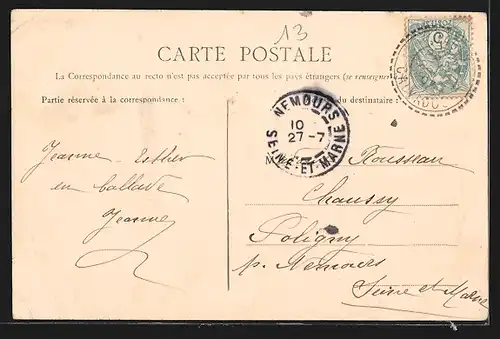 13
CARTE POSTALE
La Correspondance au recto n'est pas acceptée par tous les pays étrangers (se renseigner
Partie réservée à la correspondance :
du destinataire :
NEMOURS
10
27-7
SEINE-ET-MARNE
5
Jeanne - Esther
en ballade
Jeanne
M Rousseau
Chaussy
Poligny
p. Nemours
Seine et Marne